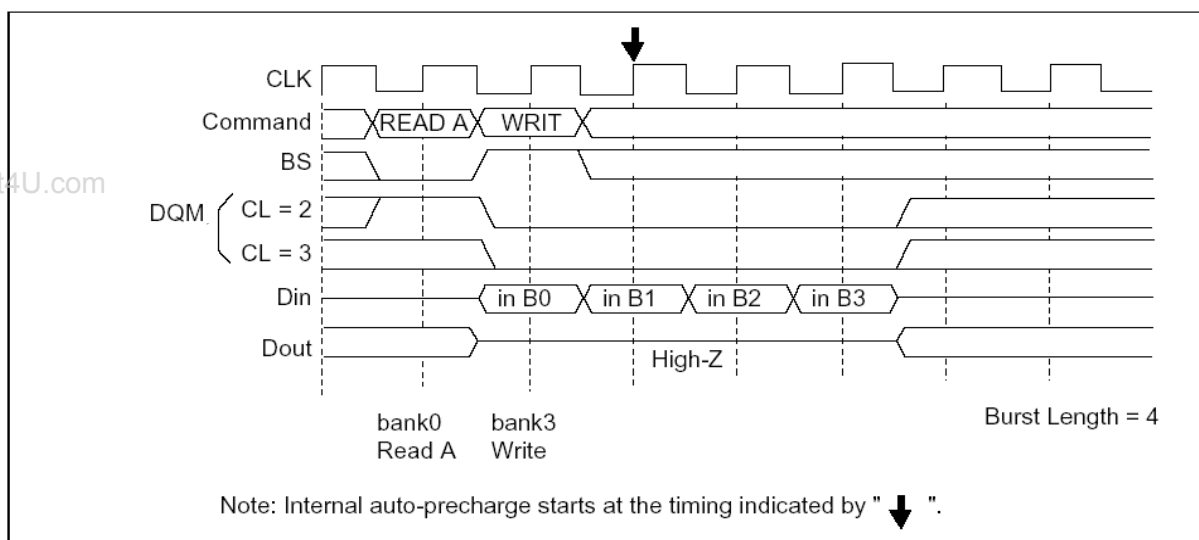 CLK
Command READ A WRIT
BS
t4U.com
DQM CL = 2
CL = 3
Din in B0 in B1 in B2 in B3
Dout High-Z
bank0 bank3 Burst Length = 4
Read A Write
Note: Internal auto-precharge starts at the timing indicated by " ".